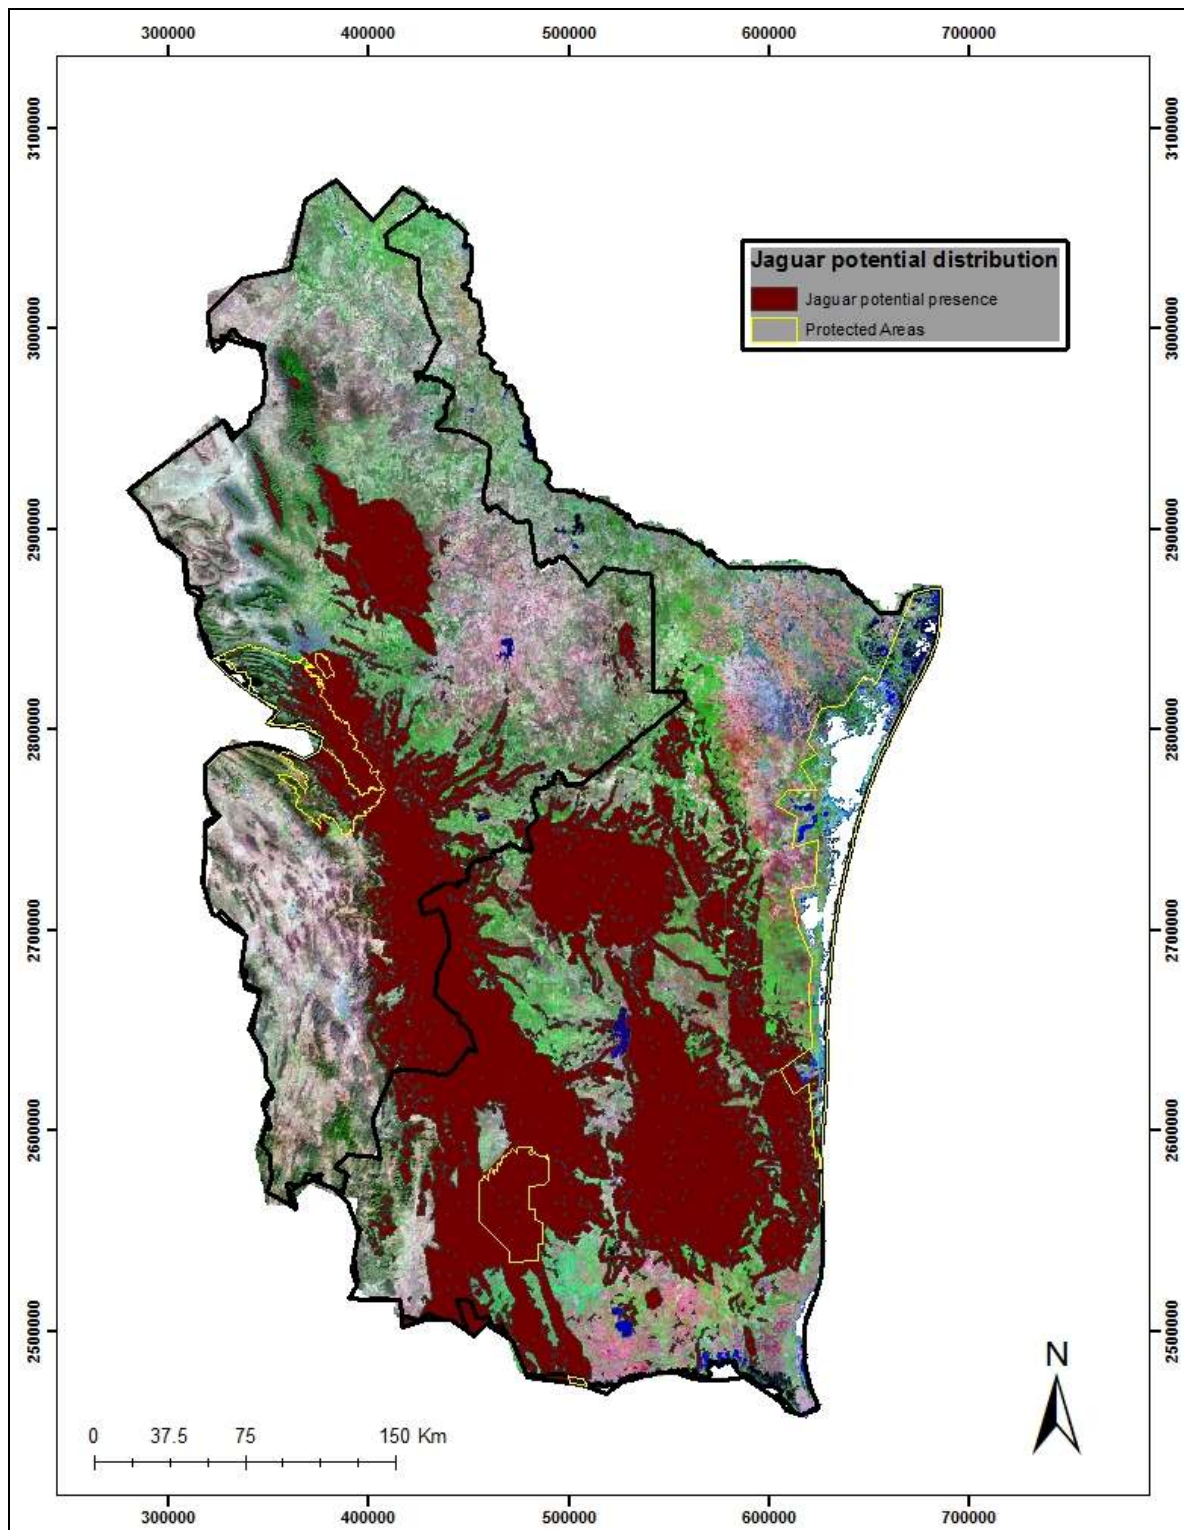 300000 400000 500000 600000 700000
3100000 3100000
Jaguar potential distribution
Jaguar potential presence
Protected Areas
3000000 3000000
2900000 2900000
2800000 2800000
2700000 2700000
2600000 2600000
2500000 2500000
N
0 37.5 75 150 Km
300000 400000 500000 600000 700000